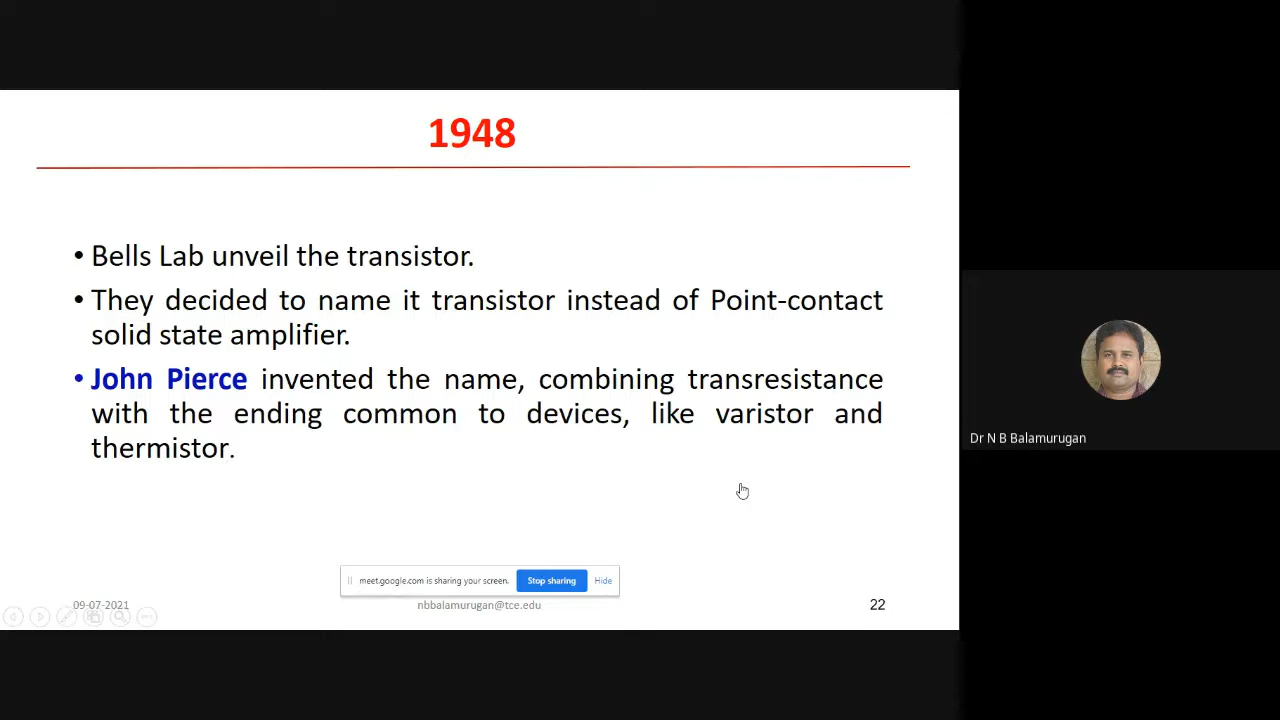 1948
• Bells Lab unveil the transistor.
• They decided to name it transistor instead of Point-contact
solid state amplifier.
• John Pierce invented the name, combining transresistance
with the ending common to devices, like varistor and
thermistor.
Dr N B Balamurugan
meet.google.com is sharing your screen. Stop sharing Hide
09-07-2021 nbbalamurugan@tce.edu 22